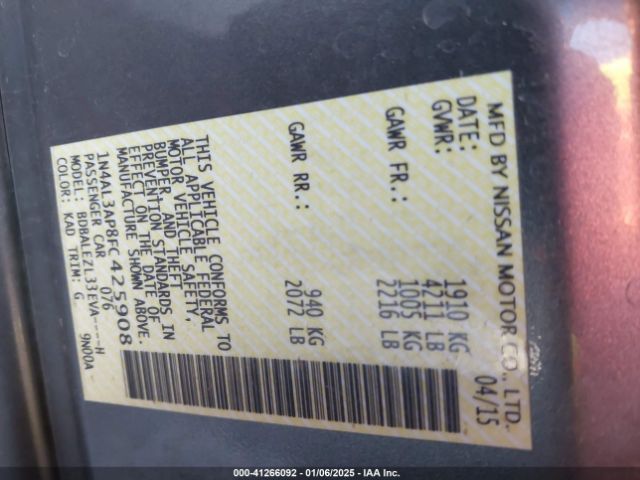 MFD BY NISSAN MOTOR CO., LTD.
DATE: 04/15
GVWR: 1910 KG
4211 LB
GAWR FR.: 1005 KG
2216 LB
GAWR RR.: 940 KG
2072 LB
THIS VEHICLE CONFORMS TO
ALL APPLICABLE FEDERAL
MOTOR VEHICLE SAFETY,
BUMPER, AND THEFT
PREVENTION STANDARDS IN
EFFECT ON THE DATE OF
MANUFACTURE SHOWN ABOVE.
1N4AL3AP8FC425908
PASSENGER CAR 076
MODEL: BDBALEZL33EVA----H
COLOR: KAD TRIM: G 9N00A
000-41266092 - 01/06/2025 - IAA Inc.